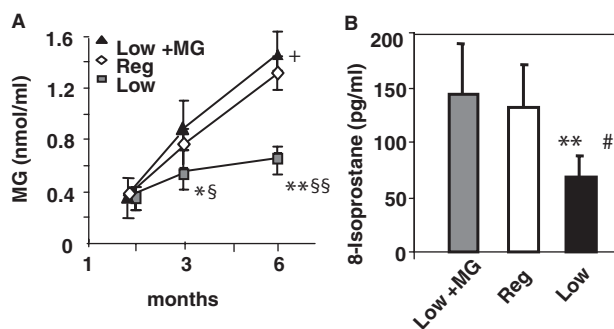 A
MG (nmol/ml)
1.6
1.2
0.8
0.4
0
Low +MG
Reg
Low
+
*§
**§§
1
3
6
months
B
8-Isoprostane (pg/ml)
200
150
100
50
0
**
#
Low +MG
Reg
Low